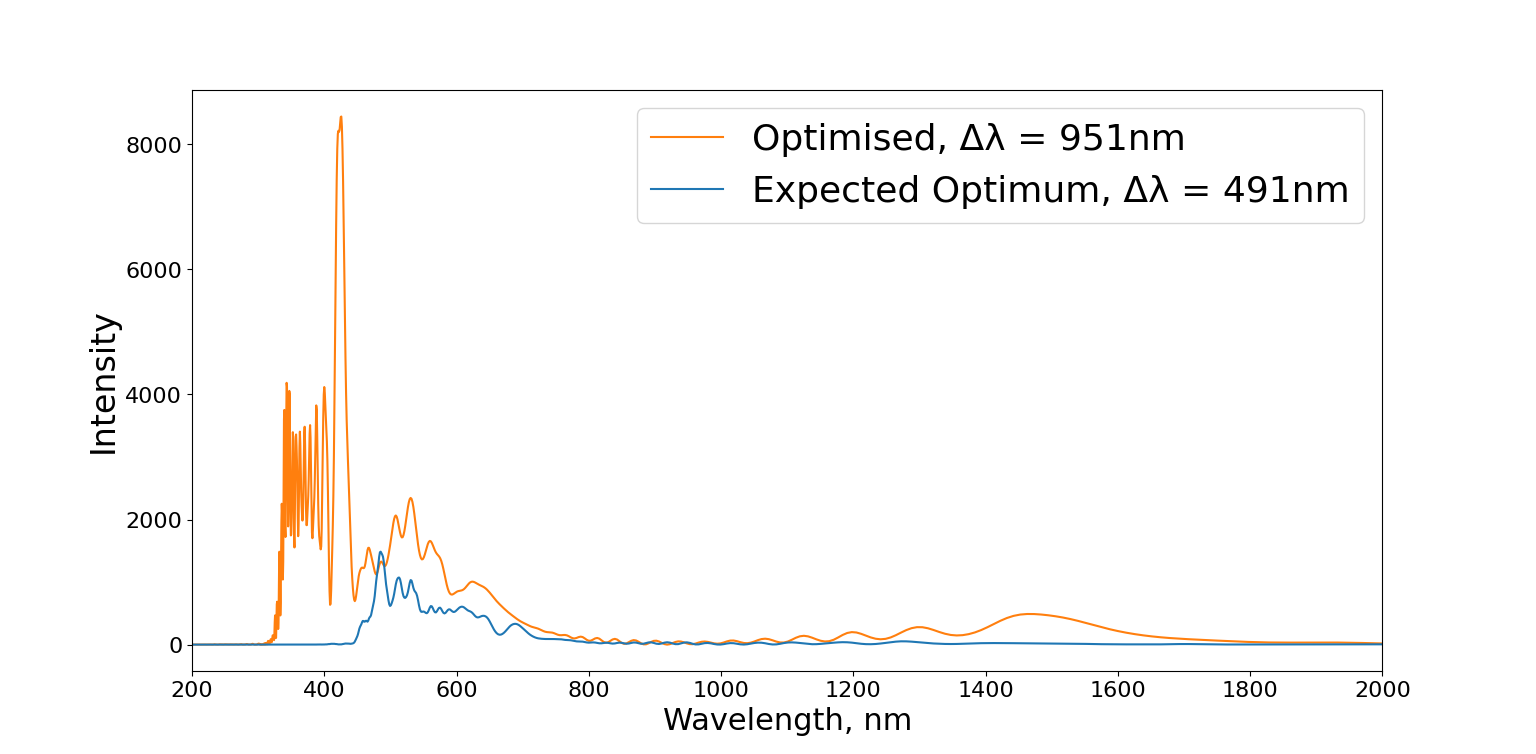 Optimised, Δλ = 951nm
Expected Optimum, Δλ = 491nm
8000
6000
4000
2000
0
Intensity
200 400 600 800 1000 1200 1400 1600 1800 2000
Wavelength, nm